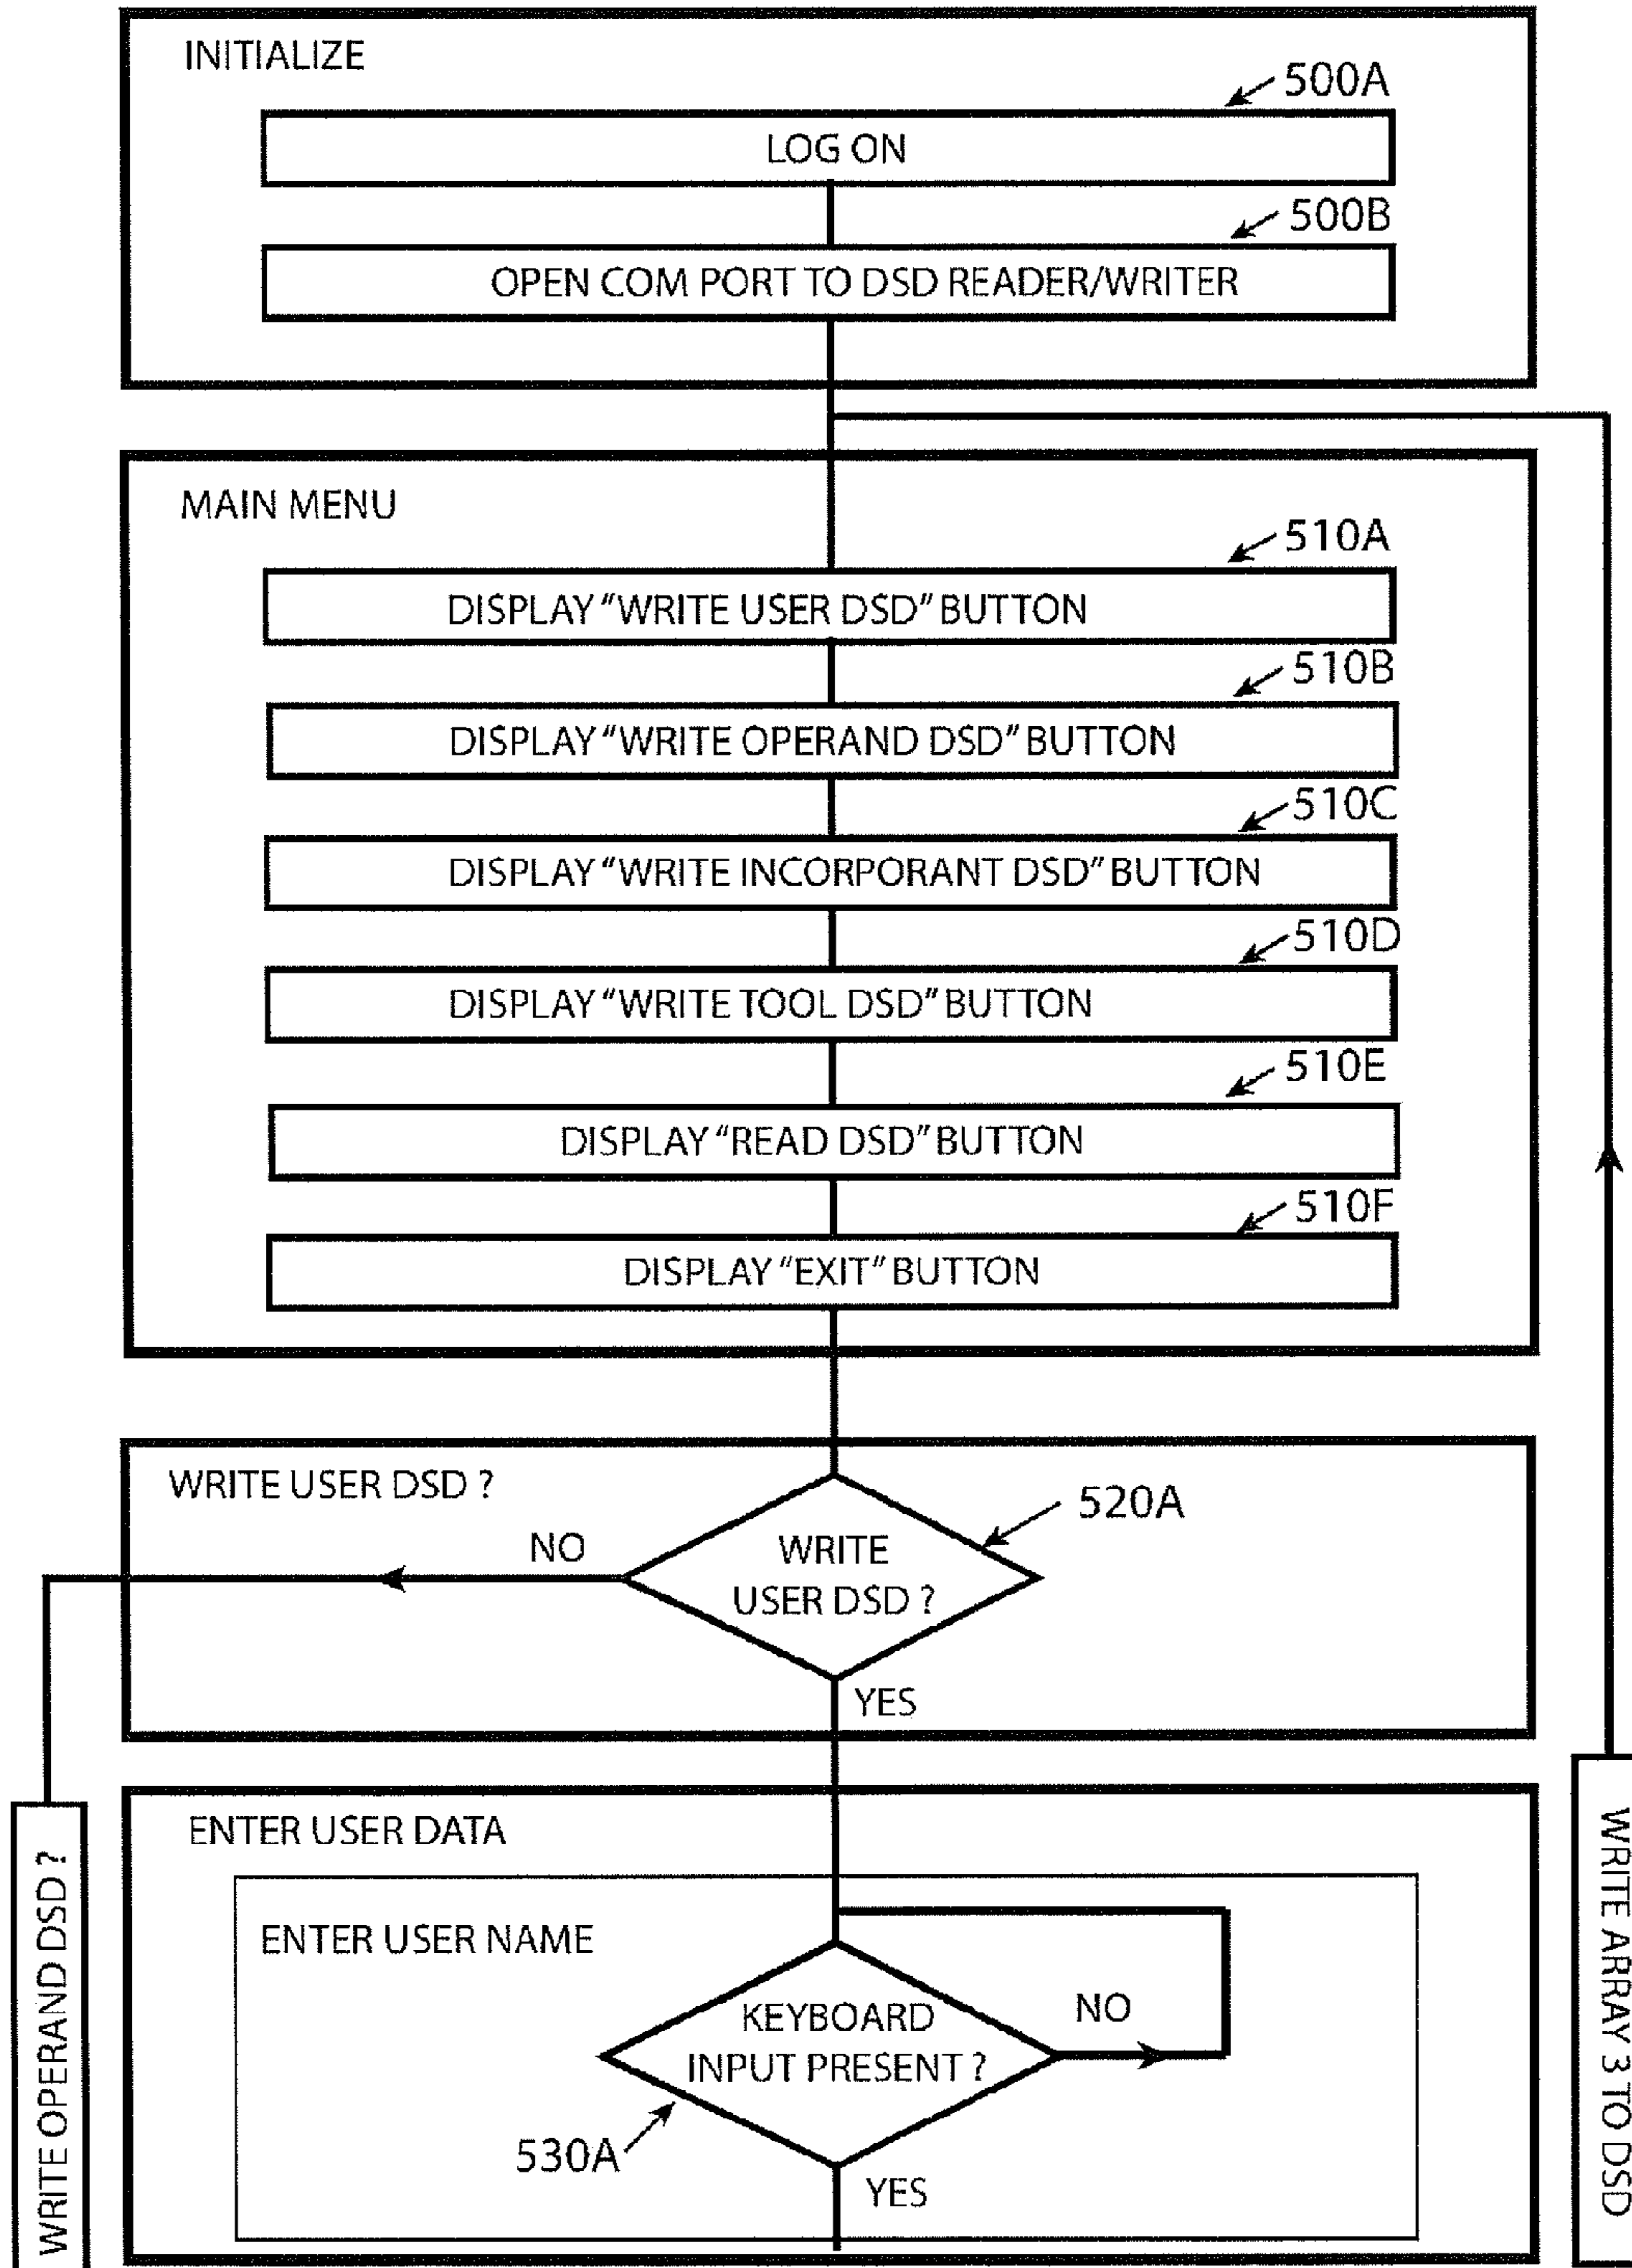 INITIALIZE
500A
LOG ON
500B
OPEN COM PORT TO DSD READER/WRITER
MAIN MENU
510A
DISPLAY "WRITE USER DSD" BUTTON
510B
DISPLAY "WRITE OPERAND DSD" BUTTON
510C
DISPLAY "WRITE INCORPORANT DSD" BUTTON
510D
DISPLAY "WRITE TOOL DSD" BUTTON
510E
DISPLAY "READ DSD" BUTTON
510F
DISPLAY "EXIT" BUTTON
WRITE USER DSD ?
520A
NO
WRITE
USER DSD ?
YES
ENTER USER DATA
ENTER USER NAME
KEYBOARD
INPUT PRESENT ?
NO
530A
YES
WRITE OPERAND DSD ?
WRITE ARRAY 3 TO DSD